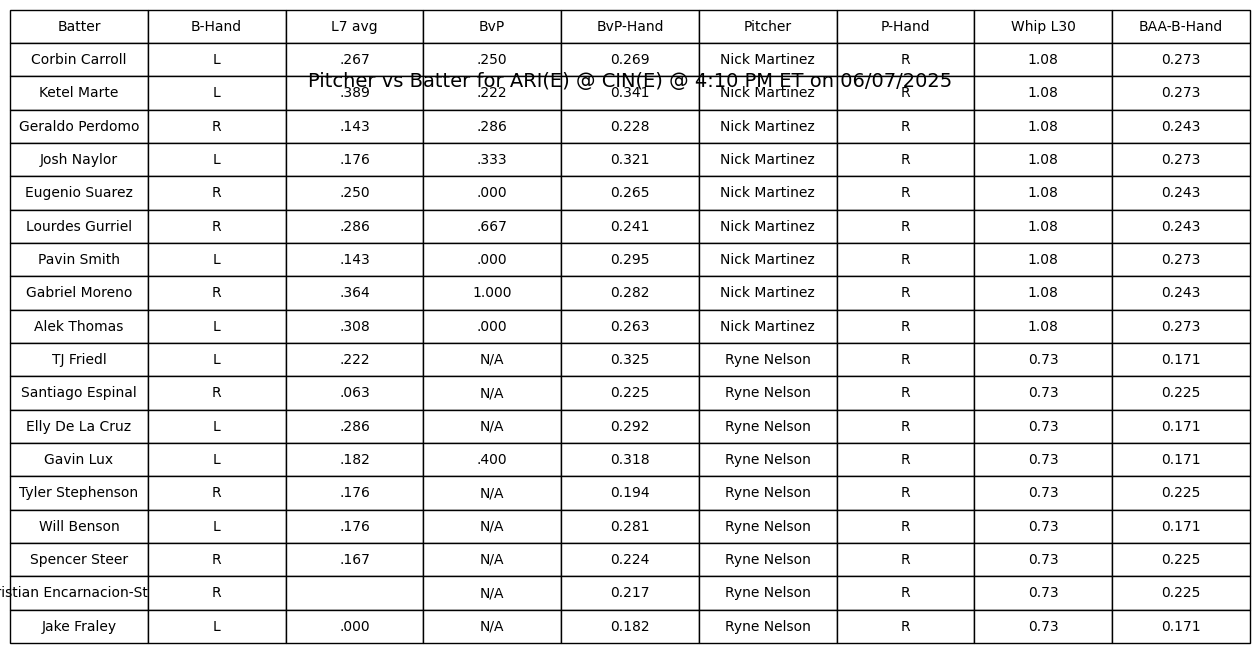 Batter B-Hand L7 avg BvP BvP-Hand Pitcher P-Hand Whip L30 BAA-B-Hand
Corbin Carroll L .267 .250 0.269 Nick Martinez R 1.08 0.273
Pitcher vs Batter for ARI(E) @ CIN(E) @ 4:10 PM ET on 06/07/2025
Ketel Marte L .389 .222 0.341 Nick Martinez R 1.08 0.273
Geraldo Perdomo R .143 .286 0.228 Nick Martinez R 1.08 0.243
Josh Naylor L .176 .333 0.321 Nick Martinez R 1.08 0.273
Eugenio Suarez R .250 .000 0.265 Nick Martinez R 1.08 0.243
Lourdes Gurriel R .286 .667 0.241 Nick Martinez R 1.08 0.243
Pavin Smith L .143 .000 0.295 Nick Martinez R 1.08 0.273
Gabriel Moreno R .364 1.000 0.282 Nick Martinez R 1.08 0.243
Alek Thomas L .308 .000 0.263 Nick Martinez R 1.08 0.273
TJ Friedl L .222 N/A 0.325 Ryne Nelson R 0.73 0.171
Santiago Espinal R .063 N/A 0.225 Ryne Nelson R 0.73 0.225
Elly De La Cruz L .286 N/A 0.292 Ryne Nelson R 0.73 0.171
Gavin Lux L .182 .400 0.318 Ryne Nelson R 0.73 0.171
Tyler Stephenson R .176 N/A 0.194 Ryne Nelson R 0.73 0.225
Will Benson L .176 N/A 0.281 Ryne Nelson R 0.73 0.171
Spencer Steer R .167 N/A 0.224 Ryne Nelson R 0.73 0.225
istian Encarnacion-St R N/A 0.217 Ryne Nelson R 0.73 0.225
Jake Fraley L .000 N/A 0.182 Ryne Nelson R 0.73 0.171